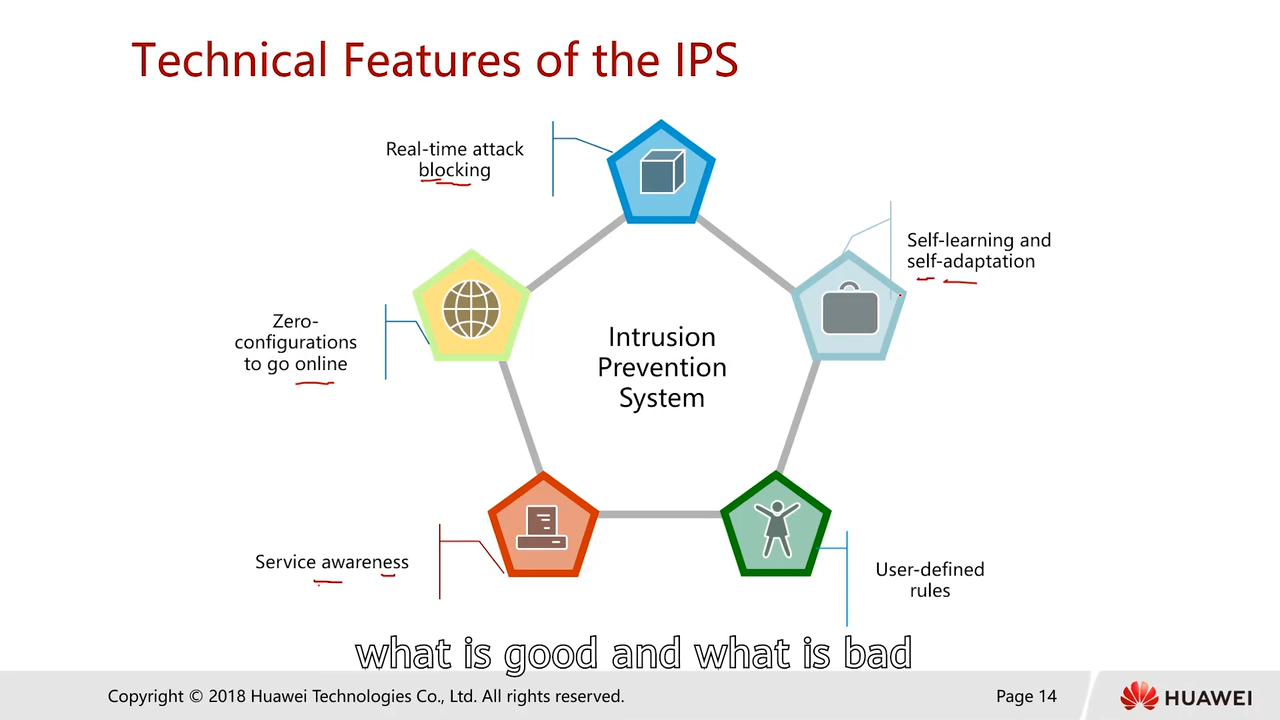 Technical Features of the IPS
Real-time attack
blocking
Self-learning and
self-adaptation
Zero-
configurations
to go online
Intrusion
Prevention
System
Service awareness
User-defined
rules
what is good and what is bad
Copyright © 2018 Huawei Technologies Co., Ltd. All rights reserved.
Page 14
HUAWEI